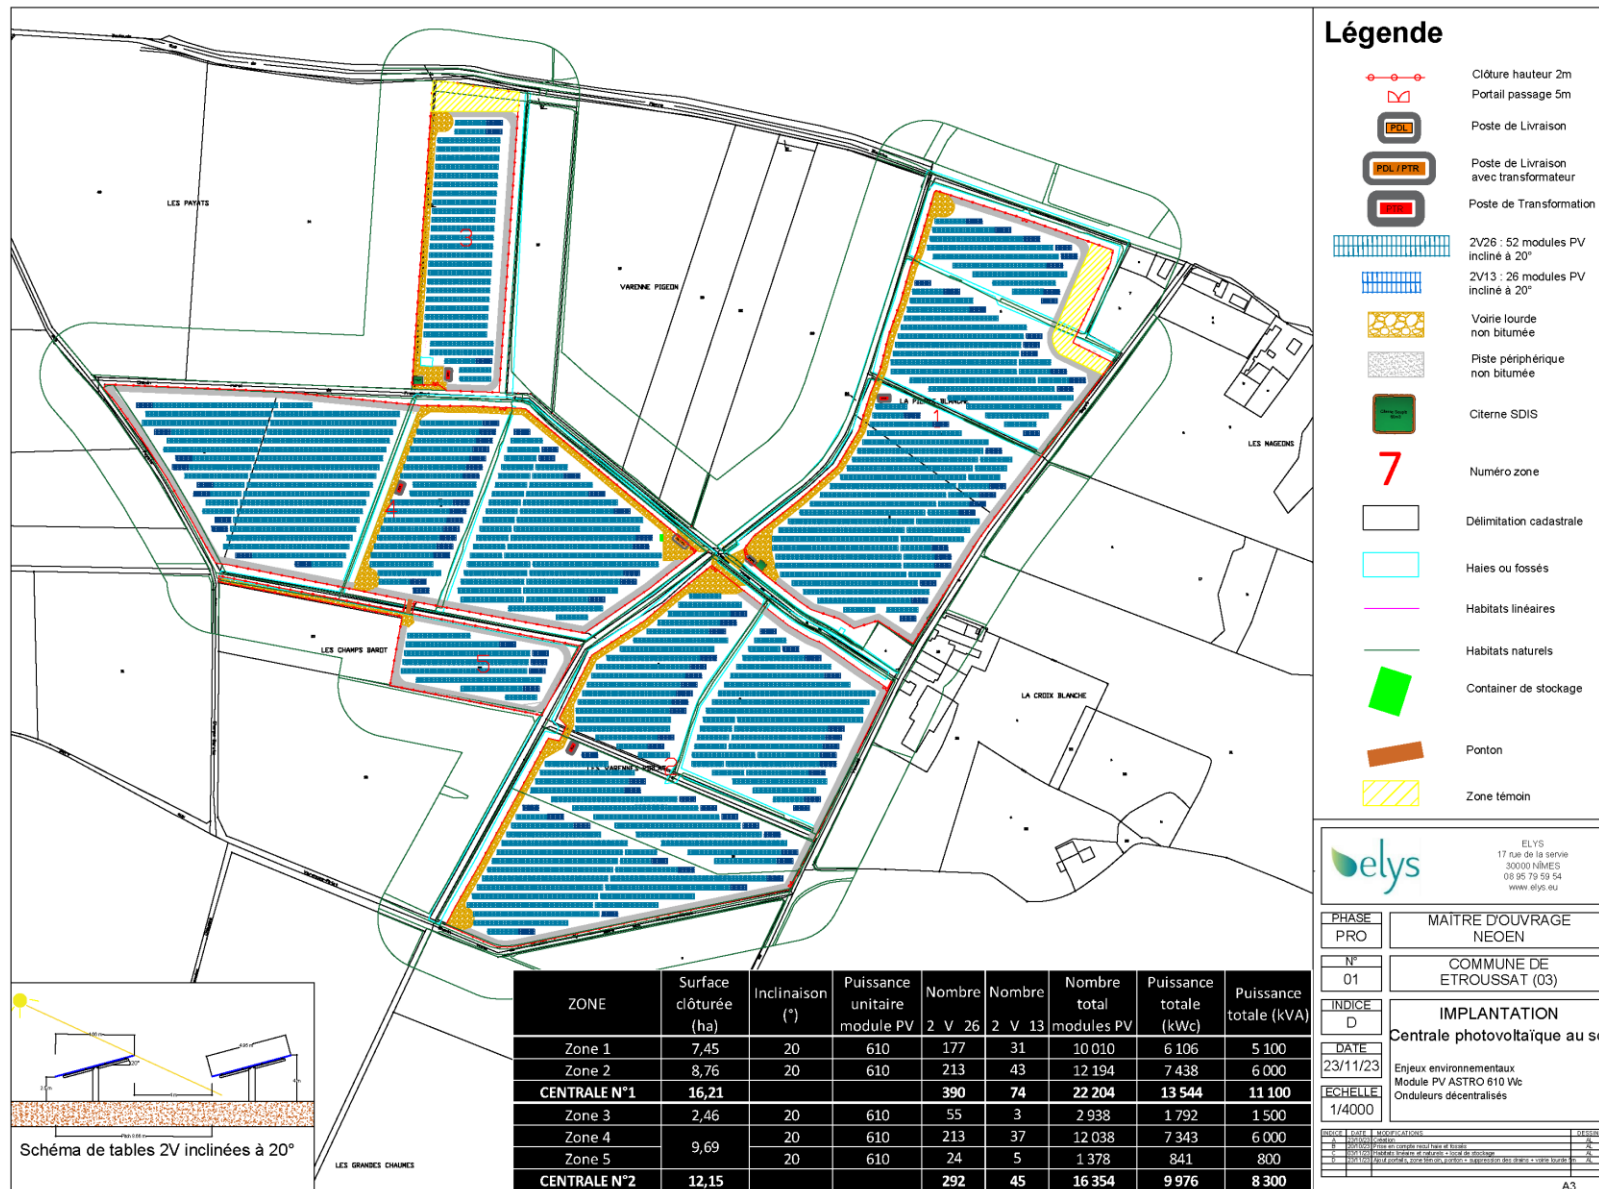 Légende
Clôture hauteur 2m
Portail passage 5m
PDL
Poste de Livraison
PDL / PTR
Poste de Livraison
avec transformateur
Poste de Transformation
2V26 : 52 modules PV
incliné à 20°
2V13 : 26 modules PV
incliné à 20°
Voirie lourde
non bitumée
Piste périphérique
non bitumée
Citerne SDIS
7
Numéro zone
Délimitation cadastrale
Haies ou fossés
Habitats linéaires
Habitats naturels
Container de stockage
Ponton
Zone témoin
LES PAYATS
VARENNE PIGEON
3
LA PIERRE BLANCHE
1
LES NAGEONS
LES CHAMPS BAROT
5
LA CROIX BLANCHE
2
LES GRANDES CHAUMES
elys
ELYS
17 rue de la servie
30000 NÎMES
08 95 79 59 54
www.elys.eu
PHASE
PRO
MAÎTRE D'OUVRAGE
NEOEN
N°
01
COMMUNE DE
ETROUSSAT (03)
INDICE
D
IMPLANTATION
Centrale photovoltaïque au so
DATE
23/11/23
Enjeux environnementaux
Module PV ASTRO 610 Wc
Onduleurs décentralisés
ECHELLE
1/4000
INDICE DATE MODIFICATIONS
A3
Schéma de tables 2V inclinées à 20°
ZONE Surface clôturée (ha) Inclinaison (°) Puissance unitaire module PV Nombre 2 V 26 Nombre 2 V 13 Nombre total modules PV Puissance totale (kWc) Puissance totale (kVA)
Zone 1 7,45 20 610 177 31 10 010 6 106 5 100
Zone 2 8,76 20 610 213 43 12 194 7 438 6 000
CENTRALE N°1 16,21 390 74 22 204 13 544 11 100
Zone 3 2,46 20 610 55 3 2 938 1 792 1 500
Zone 4 9,69 20 610 213 37 12 038 7 343 6 000
Zone 5 20 610 24 5 1 378 841 800
CENTRALE N°2 12,15 292 45 16 354 9 976 8 300